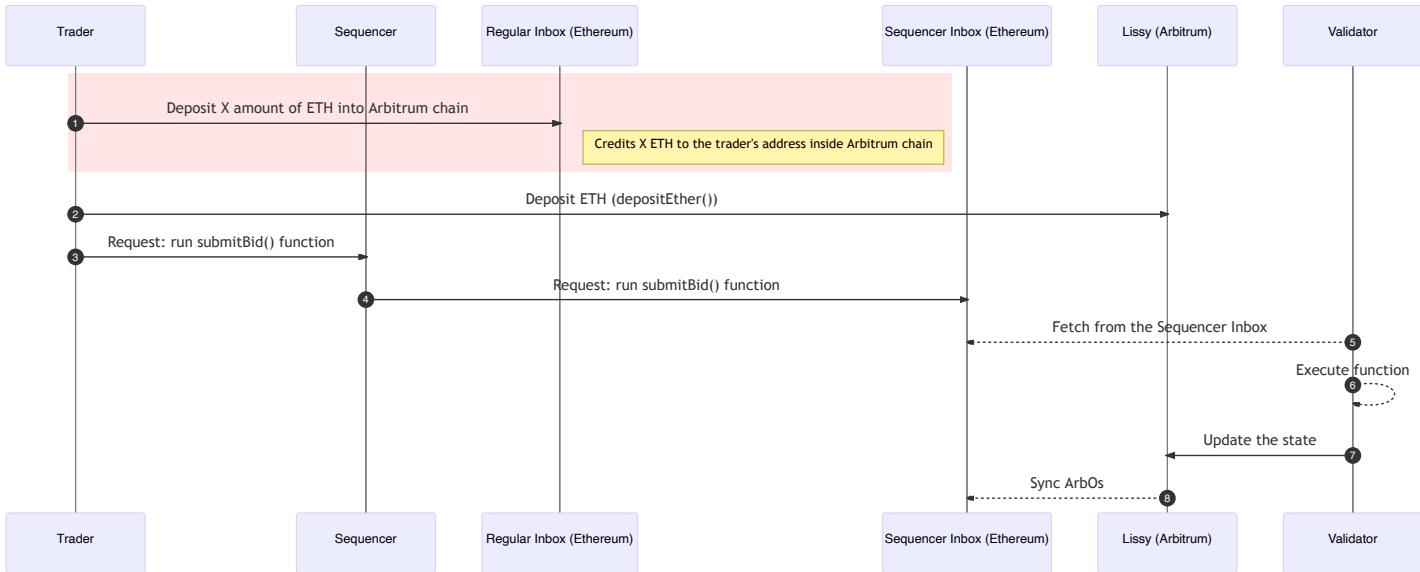 Trader
Sequencer
Regular Inbox (Ethereum)
Sequencer Inbox (Ethereum)
Lissy (Arbitrum)
Validator
Deposit X amount of ETH into Arbitrum chain
1
Credits X ETH to the trader's address inside Arbitrum chain
Deposit ETH (depositEther())
2
Request: run submitBid() function
3
Request: run submitBid() function
4
Fetch from the Sequencer Inbox
5
Execute function
6
Update the state
7
Sync ArbOs
8
Trader
Sequencer
Regular Inbox (Ethereum)
Sequencer Inbox (Ethereum)
Lissy (Arbitrum)
Validator